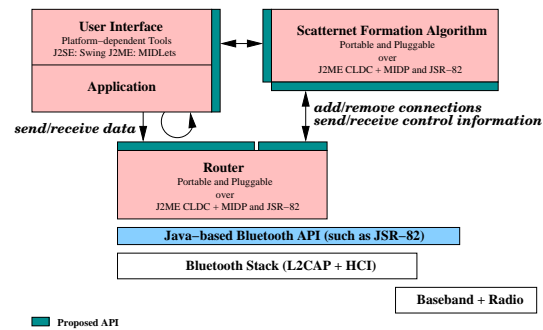 User Interface
Platform−dependent Tools
J2SE: Swing J2ME: MIDLets
Application
Scatternet Formation Algorithm
Portable and Pluggable
over
J2ME CLDC + MIDP and JSR−82
send/receive data
add/remove connections
send/receive control information
Router
Portable and Pluggable
over
J2ME CLDC + MIDP and JSR−82
Java−based Bluetooth API (such as JSR−82)
Bluetooth Stack (L2CAP + HCI)
Baseband + Radio
Proposed API